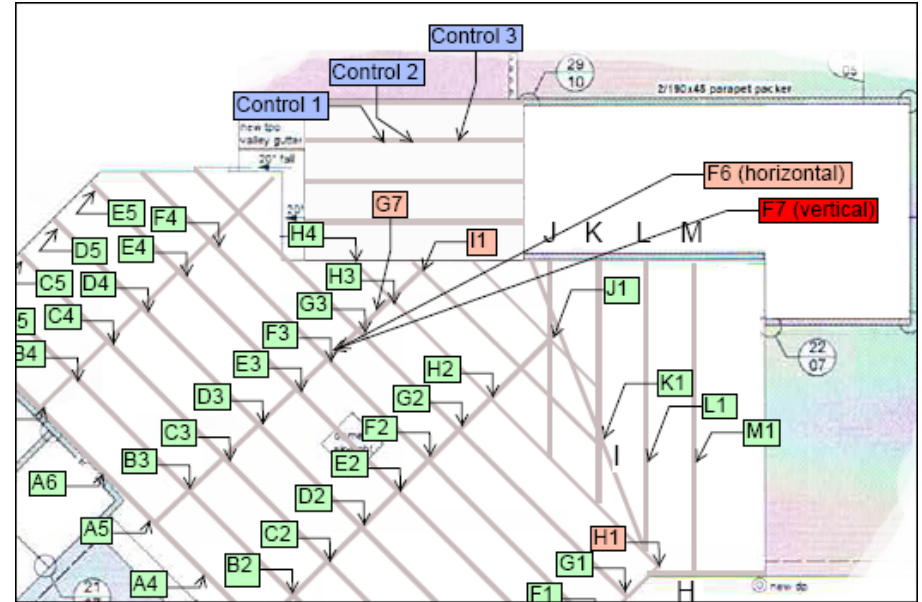 Control 3
Control 2
Control 1
29
10
05
2/190x45 parapet packer
new tpo
valley gutter
20° fall
F6 (horizontal)
F7 (vertical)
E5
F4
G7
H4
I1
J
K
L
M
D5
E4
H3
J1
C5
D4
G3
5
C4
F3
B4
E3
H2
22
07
D3
G2
K1
L1
C3
F2
M1
B3
E2
I
A6
D2
A5
C2
H1
A4
B2
G1
21
F1
H
new dp